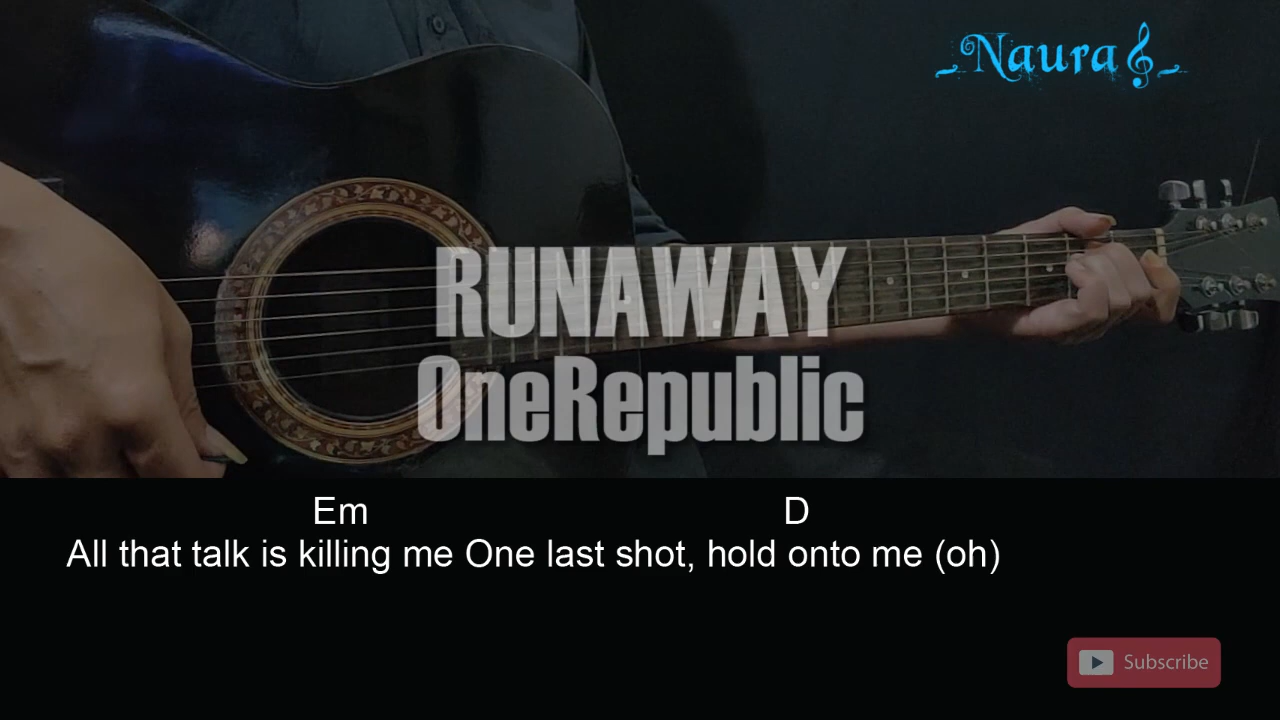 Naura
RUNAWAY
OneRepublic
Em D
All that talk is killing me One last shot, hold onto me (oh)
Subscribe